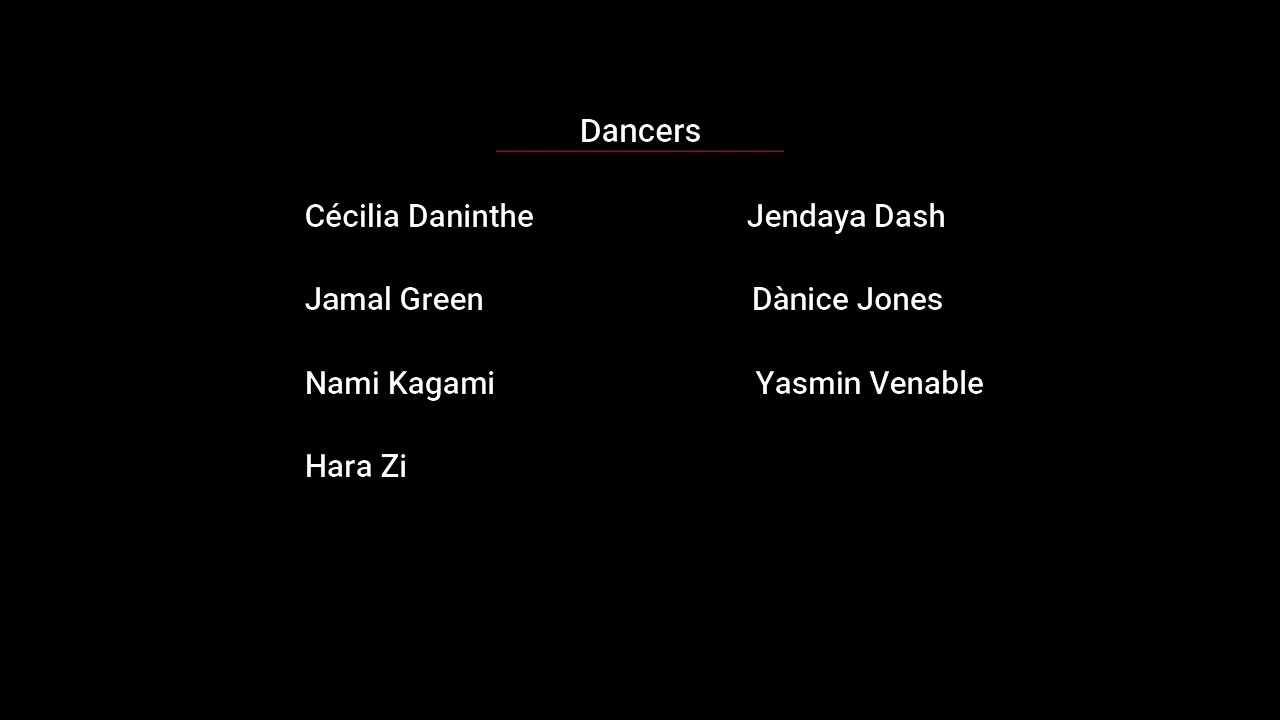 Dancers
Cécilia Daninthe Jendaya Dash
Jamal Green Dànice Jones
Nami Kagami Yasmin Venable
Hara Zi